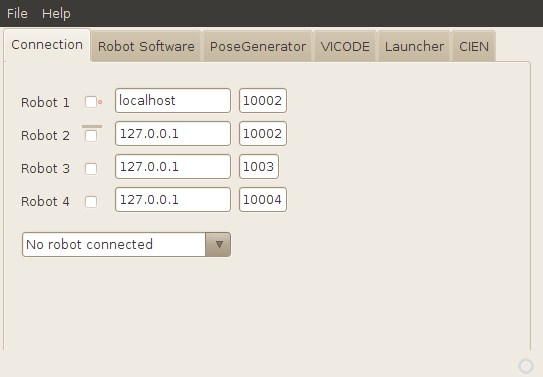 File Help
Connection Robot Software PoseGenerator VICODE Launcher CIEN
Robot 1 localhost 10002
Robot 2 127.0.0.1 10002
Robot 3 127.0.0.1 1003
Robot 4 127.0.0.1 10004
No robot connected